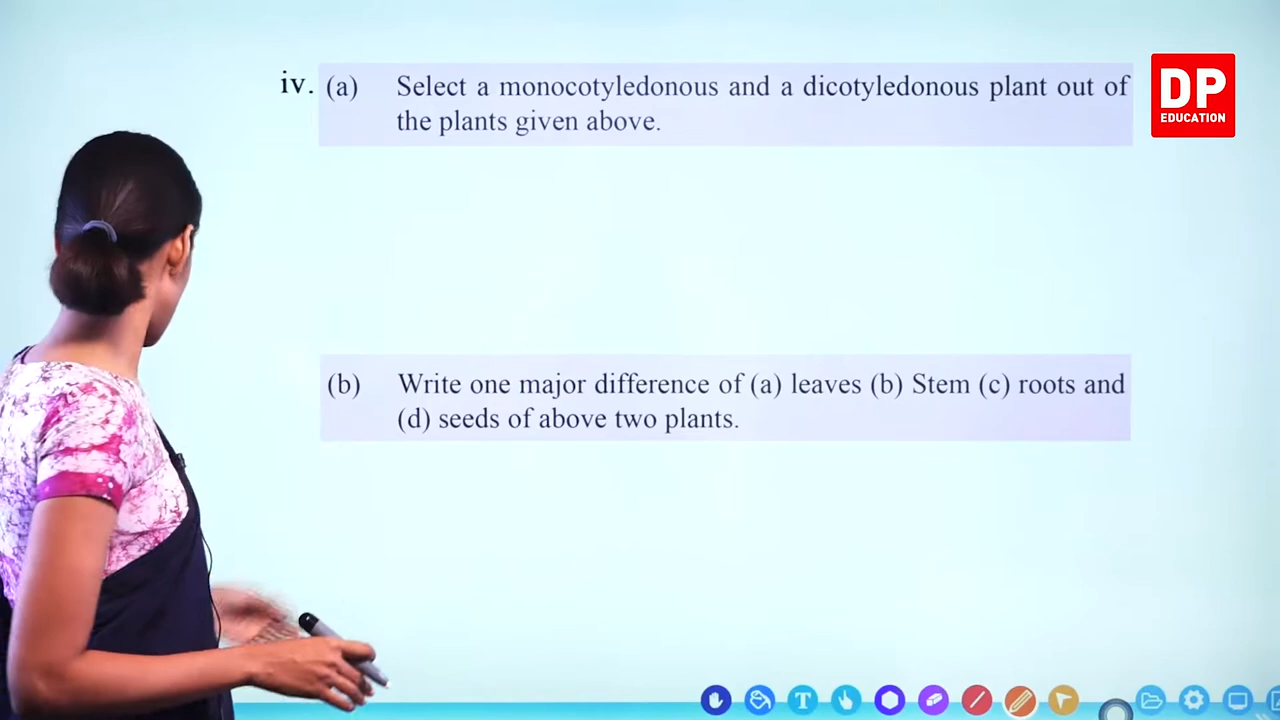 iv. (a) Select a monocotyledonous and a dicotyledonous plant out of
the plants given above.
DP
EDUCATION
(b) Write one major difference of (a) leaves (b) Stem (c) roots and
(d) seeds of above two plants.
T